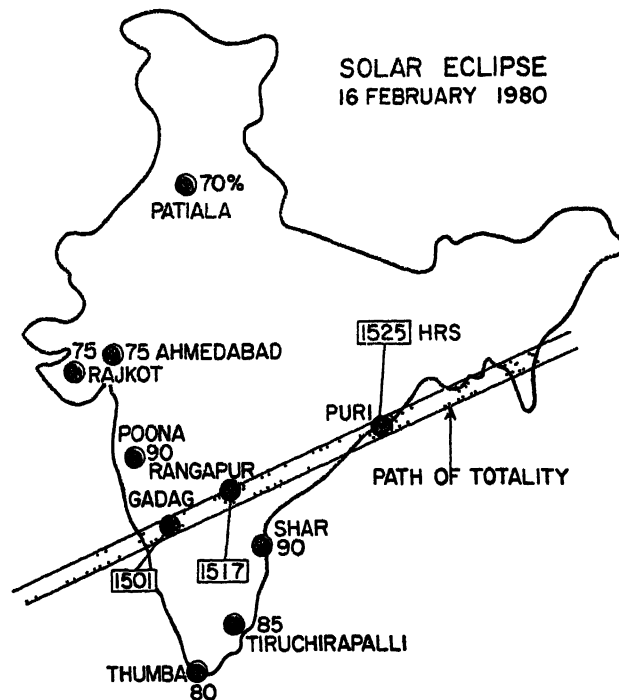 SOLAR ECLIPSE
16 FEBRUARY 1980
70%
PATIALA
75
75 AHMEDABAD
RAJKOT
1525 HRS
PURI
POONA
90
RANGAPUR
GADAG
PATH OF TOTALITY
SHAR
90
1501
1517
85
TIRUCHIRAPALLI
THUMBA
80